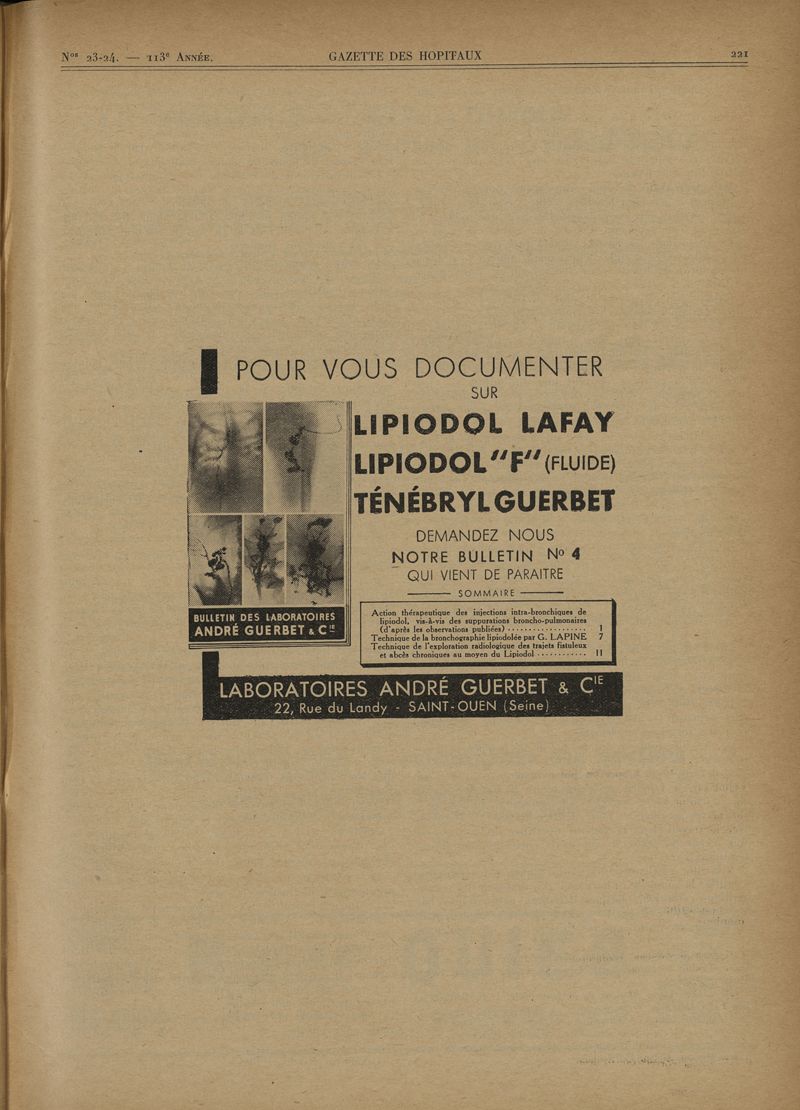 Nos 23-24. — 113e ANNÉE.
GAZETTE DES HOPITAUX
221
POUR VOUS DOCUMENTER
SUR
LIPIODOL LAFAY
LIPIODOL "F" (FLUIDE)
TÉNÉBRYL GUERBET
DEMANDEZ NOUS
NOTRE BULLETIN No 4
QUI VIENT DE PARAITRE
SOMMAIRE
Action thérapeutique des injections intra-bronchiques de
lipiodol, vis-à-vis des suppurations broncho-pulmonaires
(d'après les observations publiées) .................. 1
Technique de la bronchographie lipiodolée par G. LAPINE 7
Technique de l'exploration radiologique des trajets fistuleux
et abcès chroniques au moyen du Lipiodol ............ 11
BULLETIN DES LABORATOIRES
ANDRÉ GUERBET & CIE
LABORATOIRES ANDRÉ GUERBET & CIE
22, Rue du Landy - SAINT-OUEN (Seine)